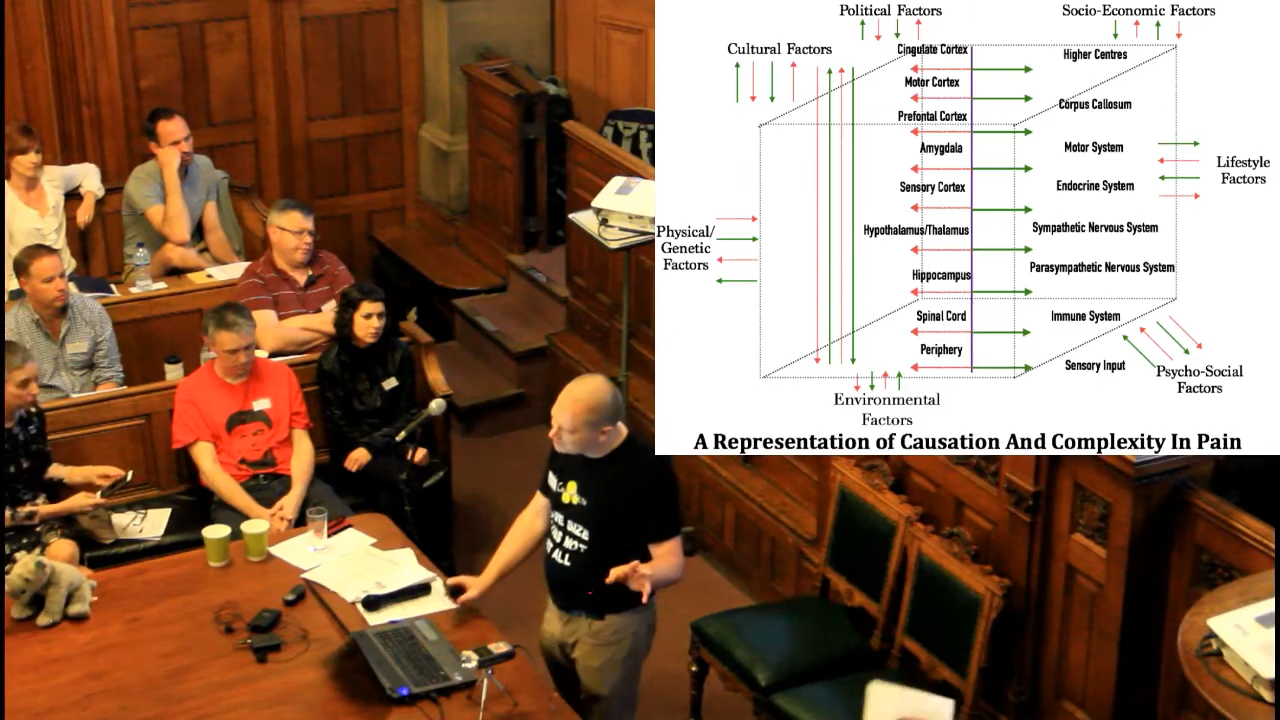 Political Factors
Socio-Economic Factors
Cultural Factors
Cingulate Cortex
Higher Centres
Motor Cortex
Corpus Callosum
Prefontal Cortex
Amygdala
Motor System
Lifestyle
Factors
Sensory Cortex
Endocrine System
Physical/
Genetic
Factors
Hypothalamus/Thalamus
Sympathetic Nervous System
Hippocampus
Parasympathetic Nervous System
Spinal Cord
Immune System
Periphery
Sensory Input
Psycho-Social
Factors
Environmental
Factors
A Representation of Causation And Complexity In Pain
SIZE
NOT
ALL